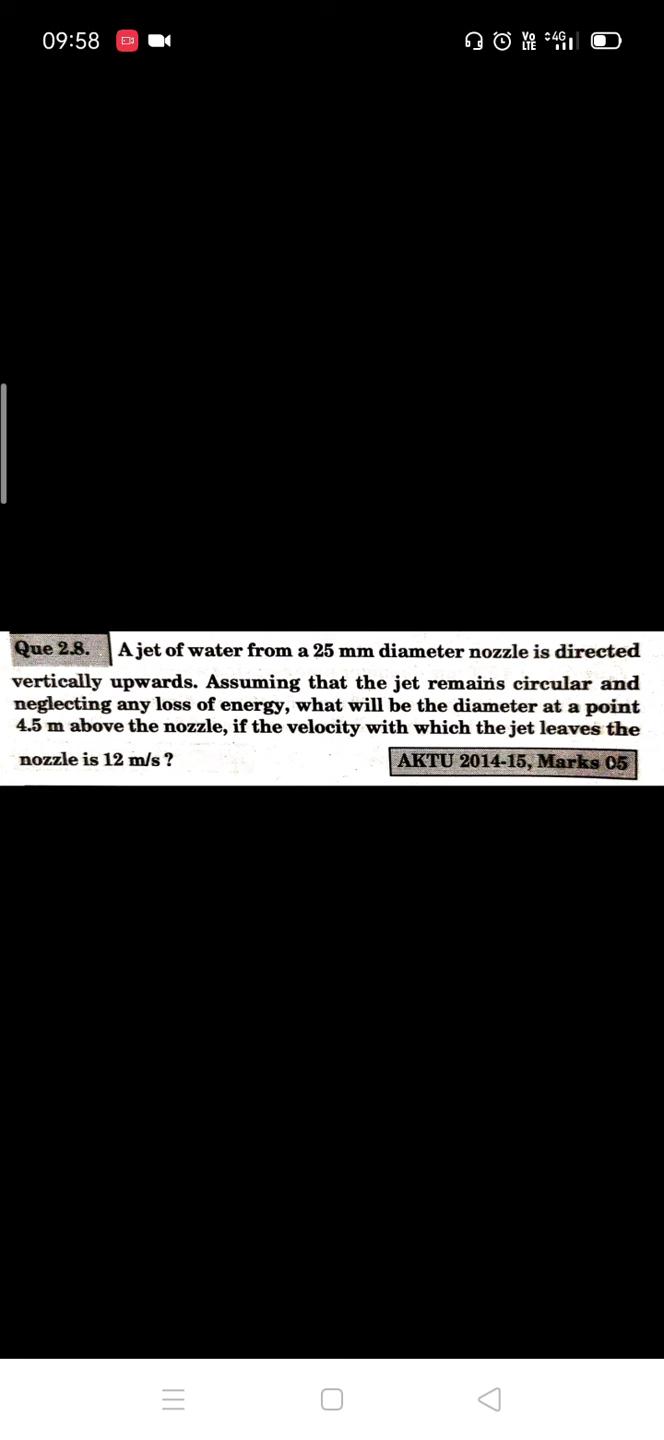 09:58 Vo LTE 4G
Que 2.8. A jet of water from a 25 mm diameter nozzle is directed
vertically upwards. Assuming that the jet remains circular and
neglecting any loss of energy, what will be the diameter at a point
4.5 m above the nozzle, if the velocity with which the jet leaves the
nozzle is 12 m/s ? AKTU 2014-15, Marks 05